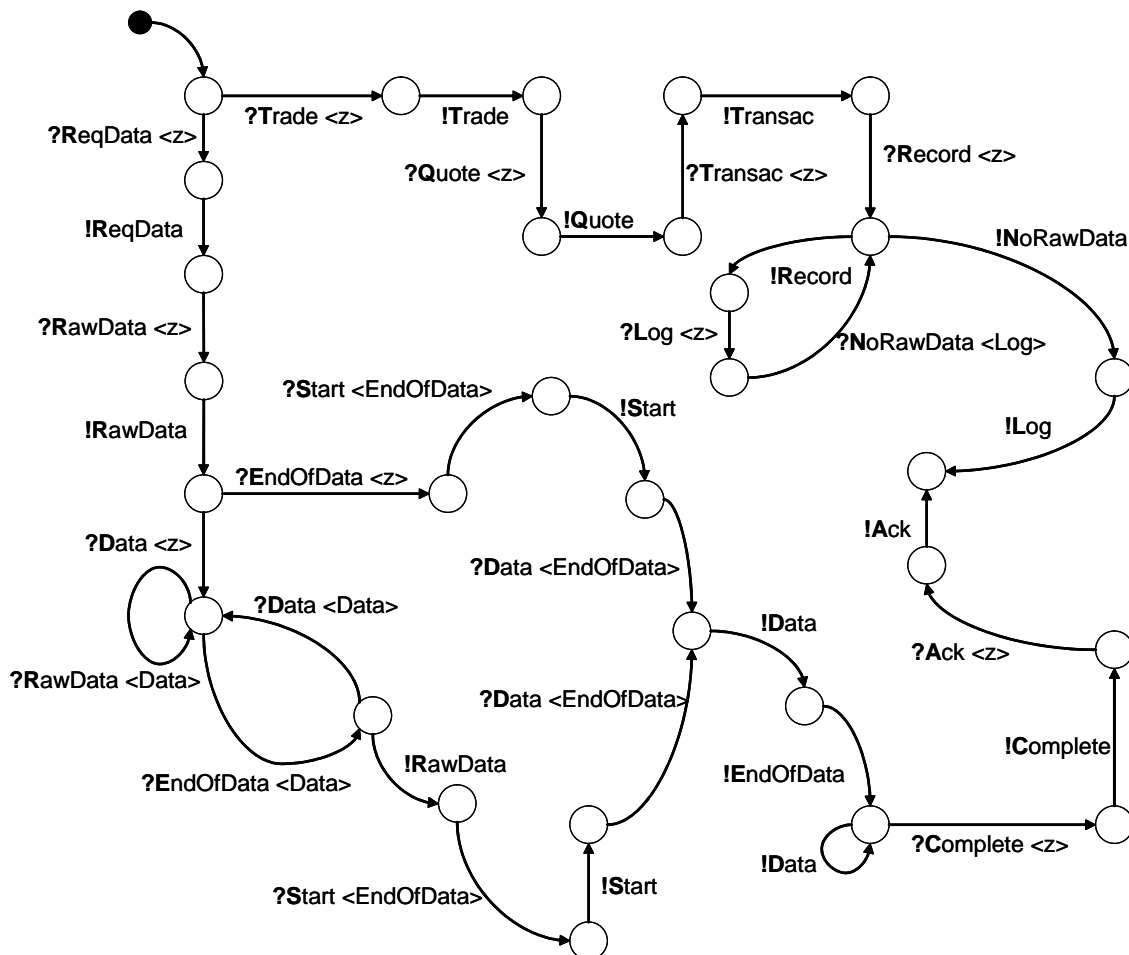 ?Trade <z>
!Trade
!Transac
?ReqData <z>
?Quote <z>
?Transac <z>
?Record <z>
!ReqData
!Quote
!NoRawData
!Record
?RawData <z>
?Log <z>
?NoRawData <Log>
?Start <EndOfData>
!Start
!RawData
!Log
?EndOfData <z>
?Data <z>
!Ack
?Data <EndOfData>
?Data <Data>
!Data
?RawData <Data>
?Ack <z>
?Data <EndOfData>
!RawData
!Complete
?EndOfData <Data>
!EndOfData
?Complete <z>
!Data
?Start <EndOfData>
!Start